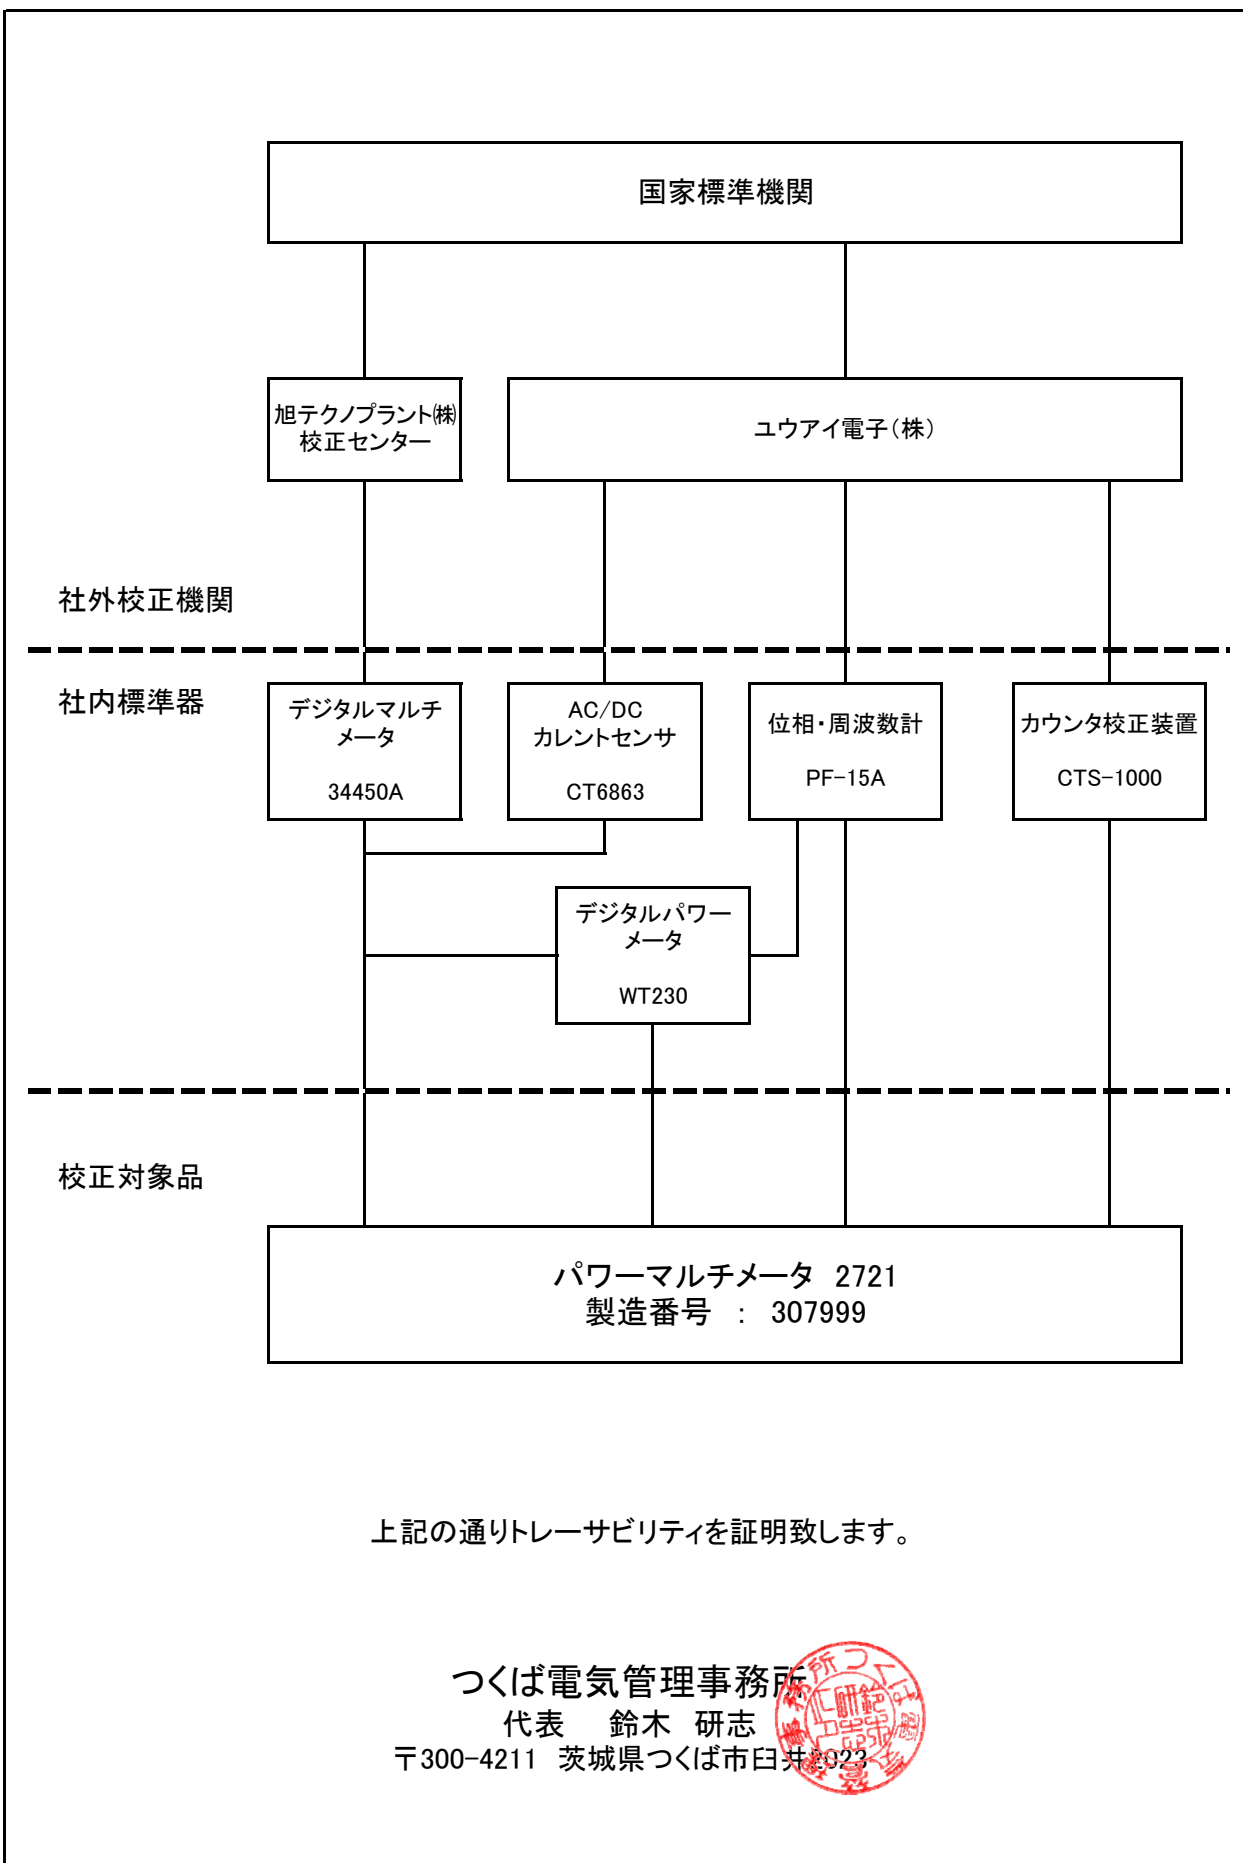 国家標準機関
旭テクノプラント㈱
校正センター
ユウアイ電子（株）
社外校正機関
社内標準器
デジタルマルチ
メータ
34450A
AC/DC
カレントセンサ
CT6863
位相・周波数計
PF-15A
カウンタ校正装置
CTS-1000
デジタルパワー
メータ
WT230
校正対象品
パワーマルチメータ 2721
製造番号 ： 307999
上記の通りトレーサビリティを証明致します。
つくば電気管理事務所
代表 鈴木 研志
〒300-4211 茨城県つくば市臼井2023